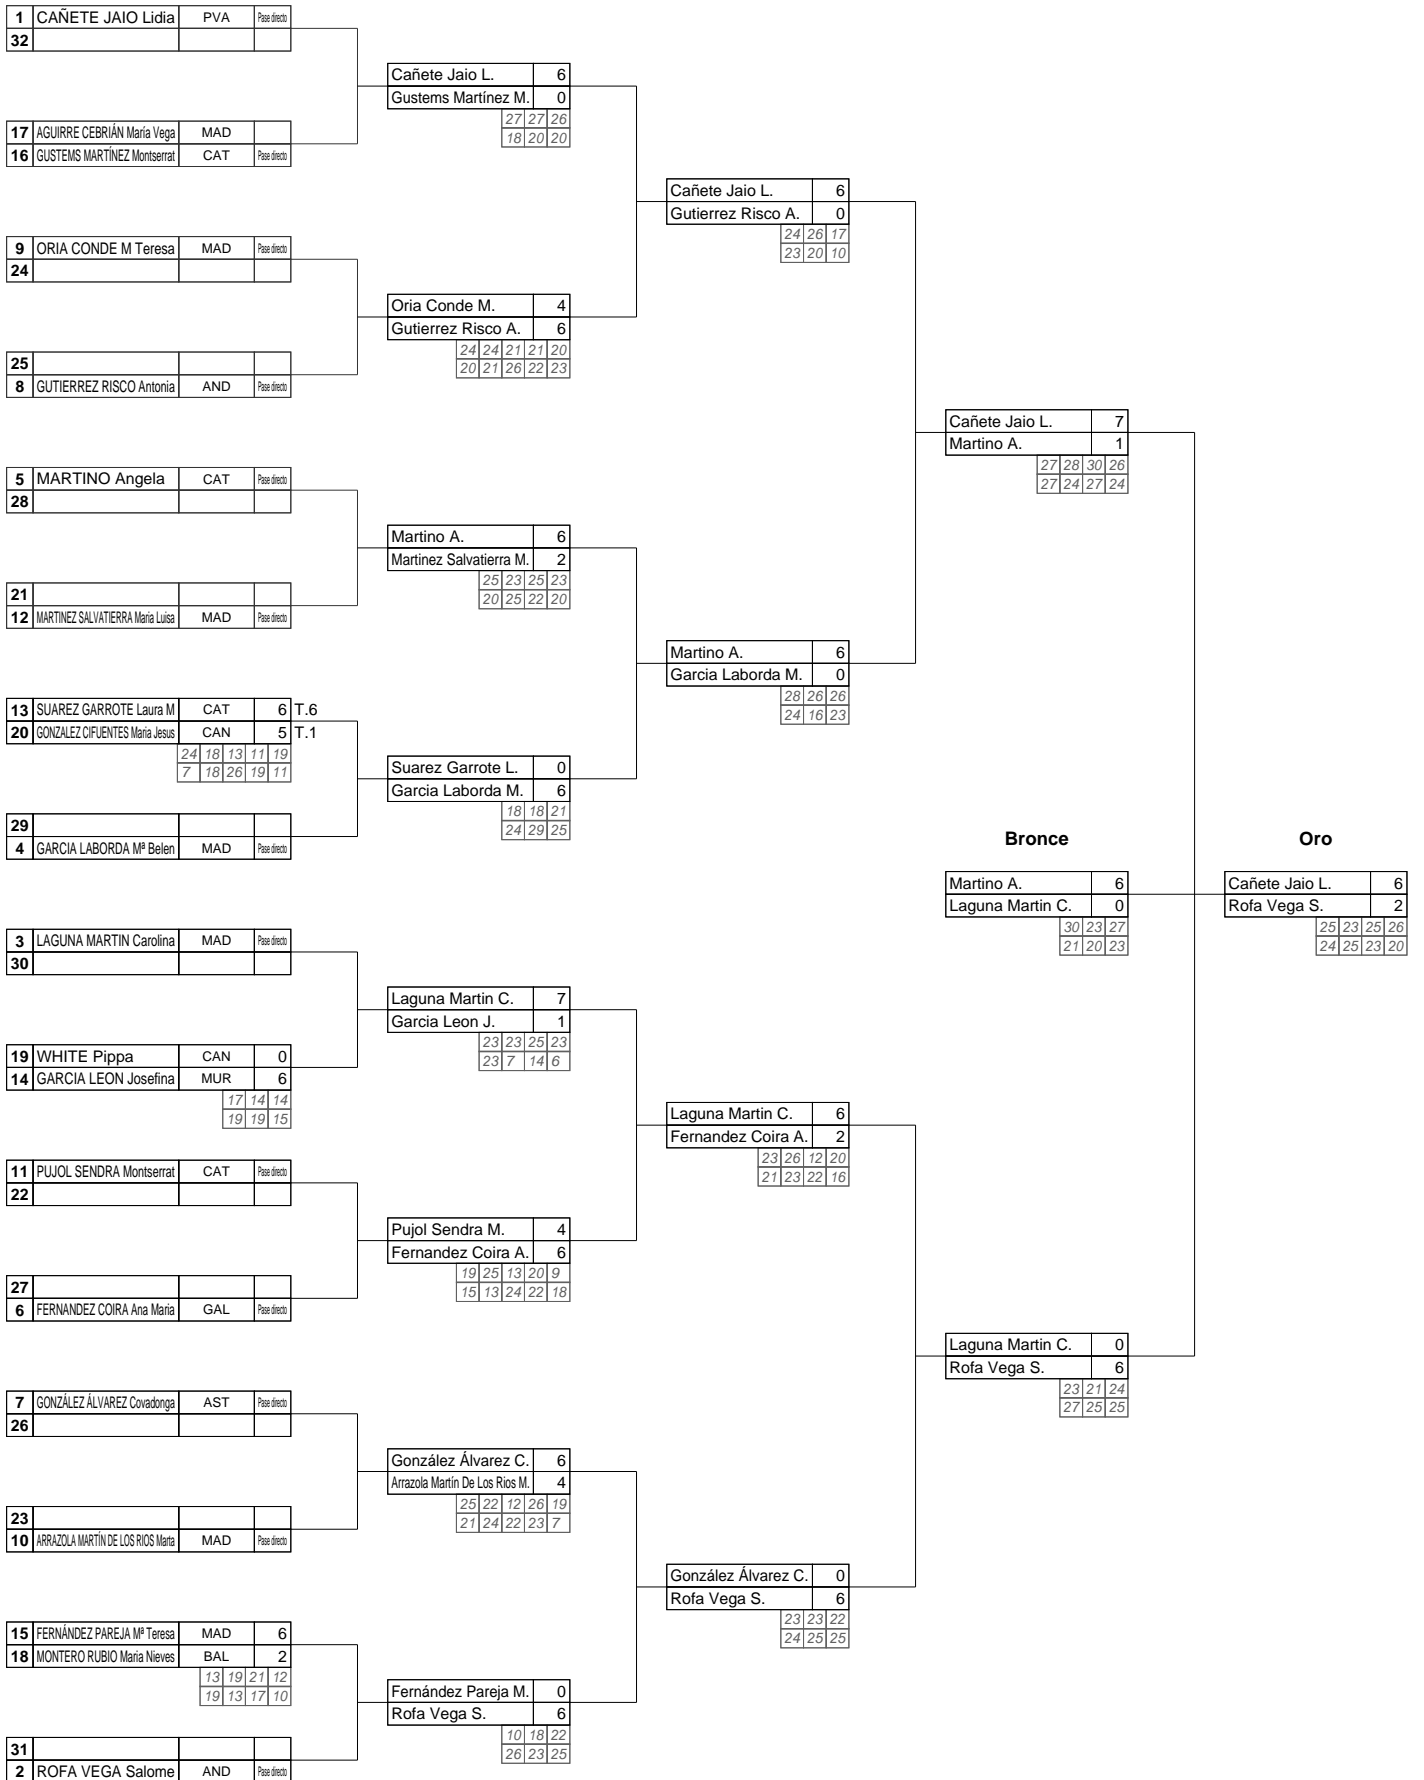 1 CAÑETE JAIO Lidia PVA Pase directo
32
17 AGUIRRE CEBRIÁN María Vega MAD
16 GUSTEMS MARTÍNEZ Montserrat CAT Pase directo
9 ORIA CONDE M Teresa MAD Pase directo
24
25
8 GUTIERREZ RISCO Antonia AND Pase directo
5 MARTINO Angela CAT Pase directo
28
21
12 MARTINEZ SALVATIERRA Maria Luisa MAD Pase directo
13 SUAREZ GARROTE Laura M CAT 6 T.6
20 GONZALEZ CIFUENTES Maria Jesus CAN 5 T.1
24 18 13 11 19
7 18 26 19 11
29
4 GARCIA LABORDA Mª Belen MAD Pase directo
3 LAGUNA MARTIN Carolina MAD Pase directo
30
19 WHITE Pippa CAN 0
14 GARCIA LEON Josefina MUR 6
17 14 14
19 19 15
11 PUJOL SENDRA Montserrat CAT Pase directo
22
27
6 FERNANDEZ COIRA Ana Maria GAL Pase directo
7 GONZÁLEZ ÁLVAREZ Covadonga AST Pase directo
26
23
10 ARRAZOLA MARTÍN DE LOS RIOS Marta MAD Pase directo
15 FERNÁNDEZ PAREJA Mª Teresa MAD 6
18 MONTERO RUBIO Maria Nieves BAL 2
13 19 21 12
19 13 17 10
31
2 ROFA VEGA Salome AND Pase directo
Cañete Jaio L. 6
Gustems Martínez M. 0
27 27 26
18 20 20
Oria Conde M. 4
Gutierrez Risco A. 6
24 24 21 21 20
20 21 26 22 23
Martino A. 6
Martinez Salvatierra M. 2
25 23 25 23
20 25 22 20
Suarez Garrote L. 0
Garcia Laborda M. 6
18 18 21
24 29 25
Laguna Martin C. 7
Garcia Leon J. 1
23 23 25 23
23 7 14 6
Pujol Sendra M. 4
Fernandez Coira A. 6
19 25 13 20 9
15 13 24 22 18
González Álvarez C. 6
Arrazola Martín De Los Rios M. 4
25 22 12 26 19
21 24 22 23 7
Fernández Pareja M. 0
Rofa Vega S. 6
10 18 22
26 23 25
Cañete Jaio L. 6
Gutierrez Risco A. 0
24 26 17
23 20 10
Martino A. 6
Garcia Laborda M. 0
28 26 26
24 16 23
Laguna Martin C. 6
Fernandez Coira A. 2
23 26 12 20
21 23 22 16
González Álvarez C. 0
Rofa Vega S. 6
23 23 22
24 25 25
Cañete Jaio L. 7
Martino A. 1
27 28 30 26
27 24 27 24
Laguna Martin C. 0
Rofa Vega S. 6
23 21 24
27 25 25
Bronce
Martino A. 6
Laguna Martin C. 0
30 23 27
21 20 23
Oro
Cañete Jaio L. 6
Rofa Vega S. 2
25 23 25 26
24 25 23 20